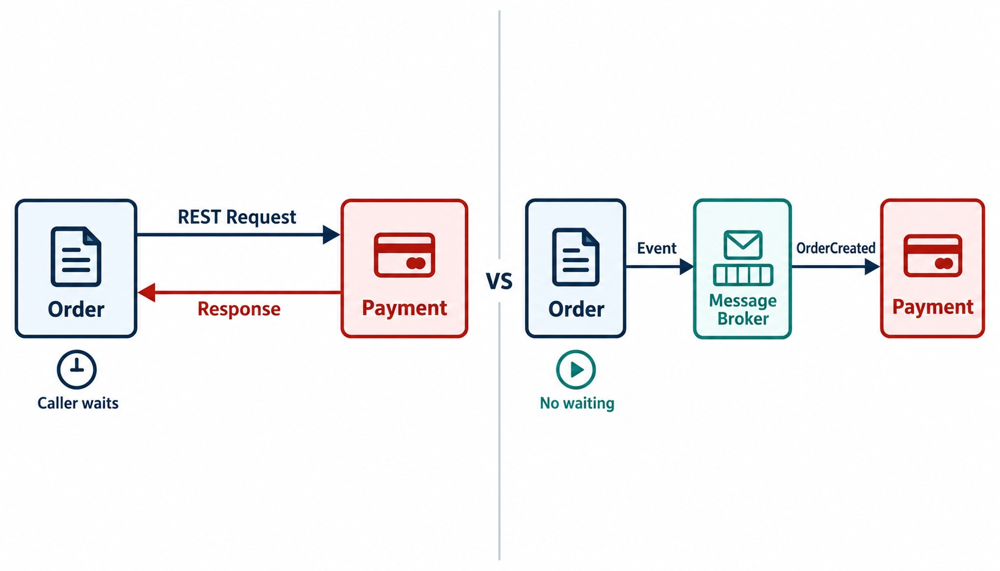 REST Request
Order
Response
Payment
Caller waits
VS
Order
Event
Message
Broker
OrderCreated
Payment
No waiting